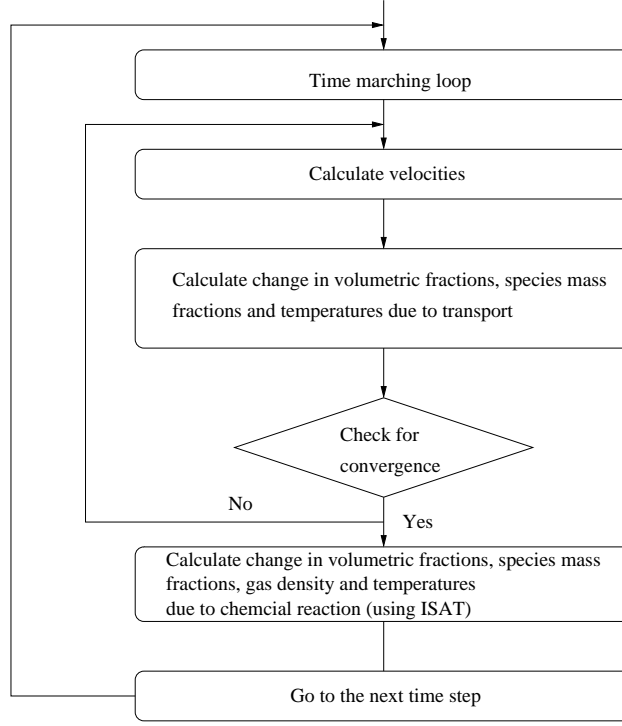 Time marching loop
Calculate velocities
Calculate change in volumetric fractions, species mass
fractions and temperatures due to transport
Check for
convergence
No
Yes
Calculate change in volumetric fractions, species mass
fractions, gas density and temperatures
due to chemcial reaction (using ISAT)
Go to the next time step